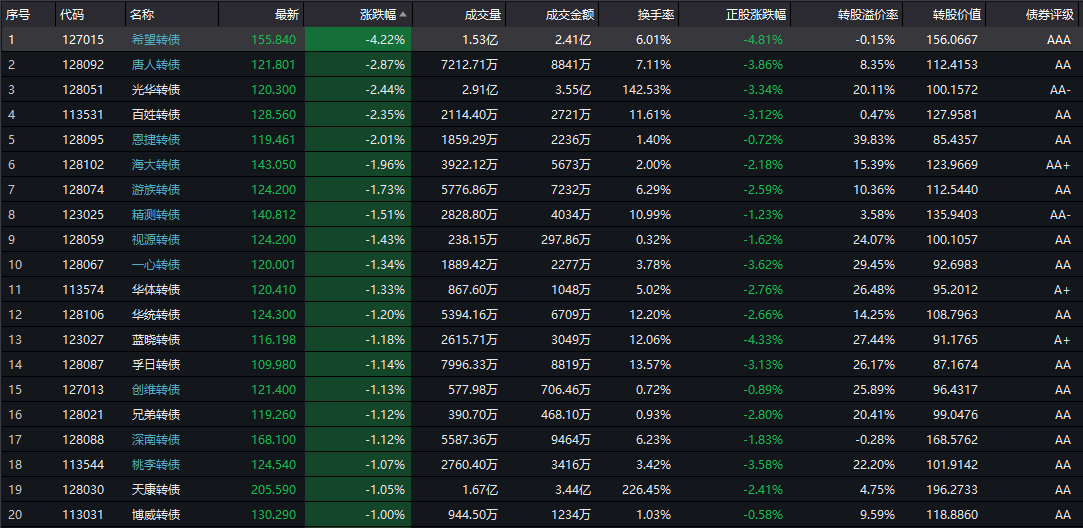 序号 代码 名称 最新 涨跌幅 成交量 成交金额 换手率 正股涨跌幅 转股溢价率 转股价值 债券评级
1 127015 希望转债 155.840 -4.22% 1.53亿 2.41亿 6.01% -4.81% -0.15% 156.0667 AAA
2 128092 唐人转债 121.801 -2.87% 7212.71万 8841万 7.11% -3.86% 8.35% 112.4153 AA
3 128051 光华转债 120.300 -2.44% 2.91亿 3.55亿 142.53% -3.34% 20.11% 100.1572 AA-
4 113531 百姓转债 128.560 -2.35% 2114.40万 2721万 11.61% -3.12% 0.47% 127.9581 AA
5 128095 恩捷转债 119.461 -2.01% 1859.29万 2236万 1.40% -0.72% 39.83% 85.4357 AA
6 128102 海大转债 143.050 -1.96% 3922.12万 5673万 2.00% -2.18% 15.39% 123.9669 AA+
7 128074 游族转债 124.200 -1.73% 5776.86万 7232万 6.29% -2.59% 10.36% 112.5440 AA
8 123025 精测转债 140.812 -1.51% 2828.80万 4034万 10.99% -1.23% 3.58% 135.9403 AA-
9 128059 视源转债 124.200 -1.43% 238.15万 297.86万 0.32% -1.62% 24.07% 100.1057 AA
10 128067 一心转债 120.001 -1.34% 1889.42万 2277万 3.78% -3.62% 29.45% 92.6983 AA
11 113574 华体转债 120.410 -1.33% 867.60万 1048万 5.02% -2.76% 26.48% 95.2012 A+
12 128106 华统转债 124.300 -1.20% 5394.16万 6709万 12.20% -2.66% 14.25% 108.7963 AA
13 123027 蓝晓转债 116.198 -1.18% 2615.71万 3049万 12.06% -4.33% 27.44% 91.1765 A+
14 128087 孚日转债 109.980 -1.14% 7996.33万 8819万 13.57% -3.13% 26.17% 87.1674 AA
15 127013 创维转债 121.400 -1.13% 577.98万 706.46万 0.72% -0.89% 25.89% 96.4317 AA
16 128021 兄弟转债 119.260 -1.12% 390.70万 468.10万 0.93% -2.80% 20.41% 99.0476 AA
17 128088 深南转债 168.100 -1.12% 5587.36万 9464万 6.23% -1.83% -0.28% 168.5762 AA
18 113544 桃李转债 124.540 -1.07% 2760.40万 3416万 3.42% -3.58% 22.20% 101.9142 AA
19 128030 天康转债 205.590 -1.05% 1.67亿 3.44亿 226.45% -2.41% 4.75% 196.2733 AA
20 113031 博威转债 130.290 -1.00% 944.50万 1234万 1.03% -0.58% 9.59% 118.8860 AA